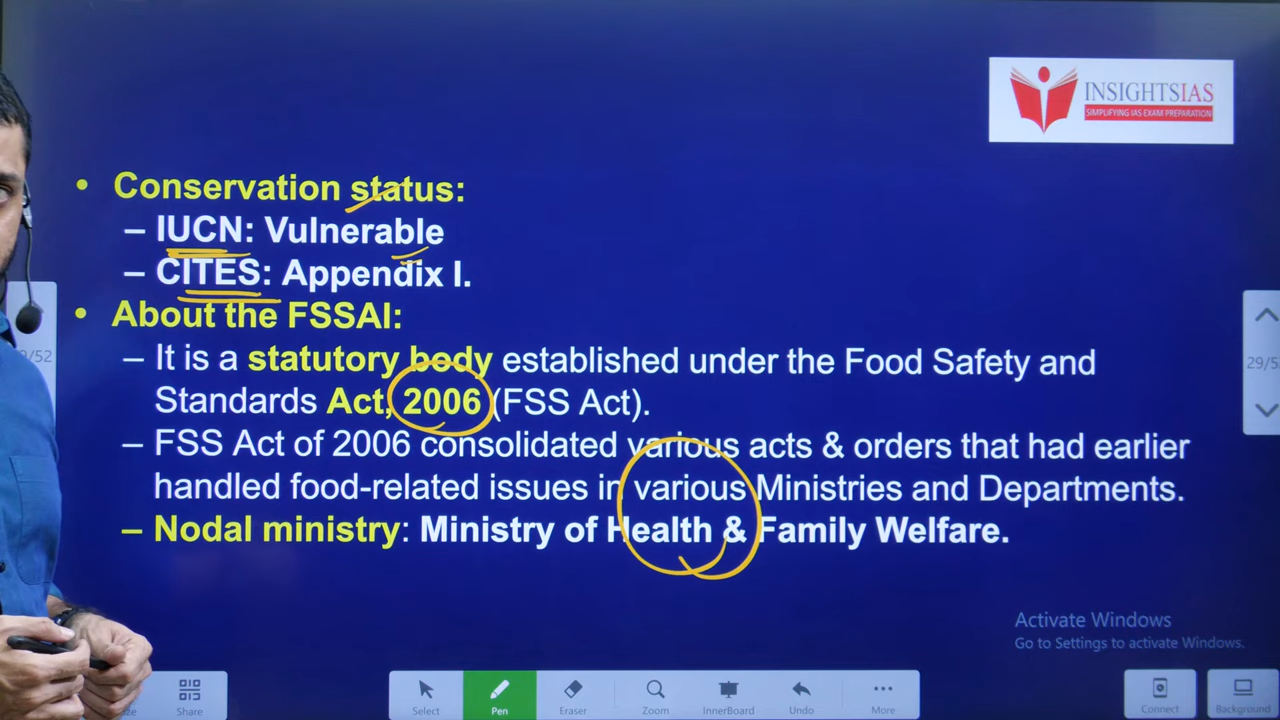 INSIGHTSIAS
SIMPLIFYING IAS EXAM PREPARATION
• Conservation status:
– IUCN: Vulnerable
– CITES: Appendix I.
• About the FSSAI:
– It is a statutory body established under the Food Safety and
Standards Act, 2006 (FSS Act).
– FSS Act of 2006 consolidated various acts & orders that had earlier
handled food-related issues in various Ministries and Departments.
– Nodal ministry: Ministry of Health & Family Welfare.
/52
29/5
Activate Windows
Go to Settings to activate Windows.
Share
Select
Pen
Eraser
Zoom
InnerBoard
Undo
More
Connect
Background